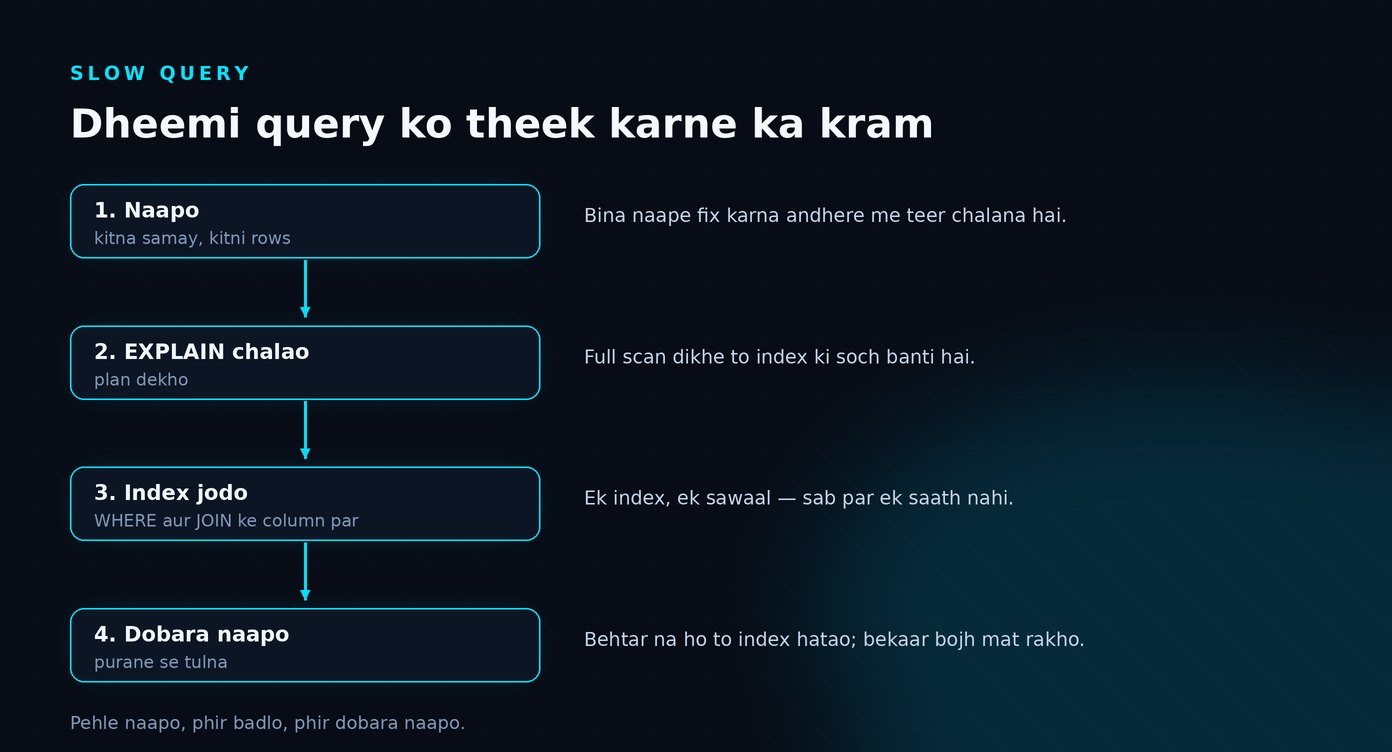 SLOW QUERY
Dheemi query ko theek karne ka kram
1. Naapo
kitna samay, kitni rows
Bina naape fix karna andhere me teer chalana hai.
2. EXPLAIN chalao
plan dekho
Full scan dikhe to index ki soch banti hai.
3. Index jodo
WHERE aur JOIN ke column par
Ek index, ek sawaal — sab par ek saath nahi.
4. Dobara naapo
purane se tulna
Behtar na ho to index hatao; bekaar bojh mat rakho.
Pehle naapo, phir badlo, phir dobara naapo.